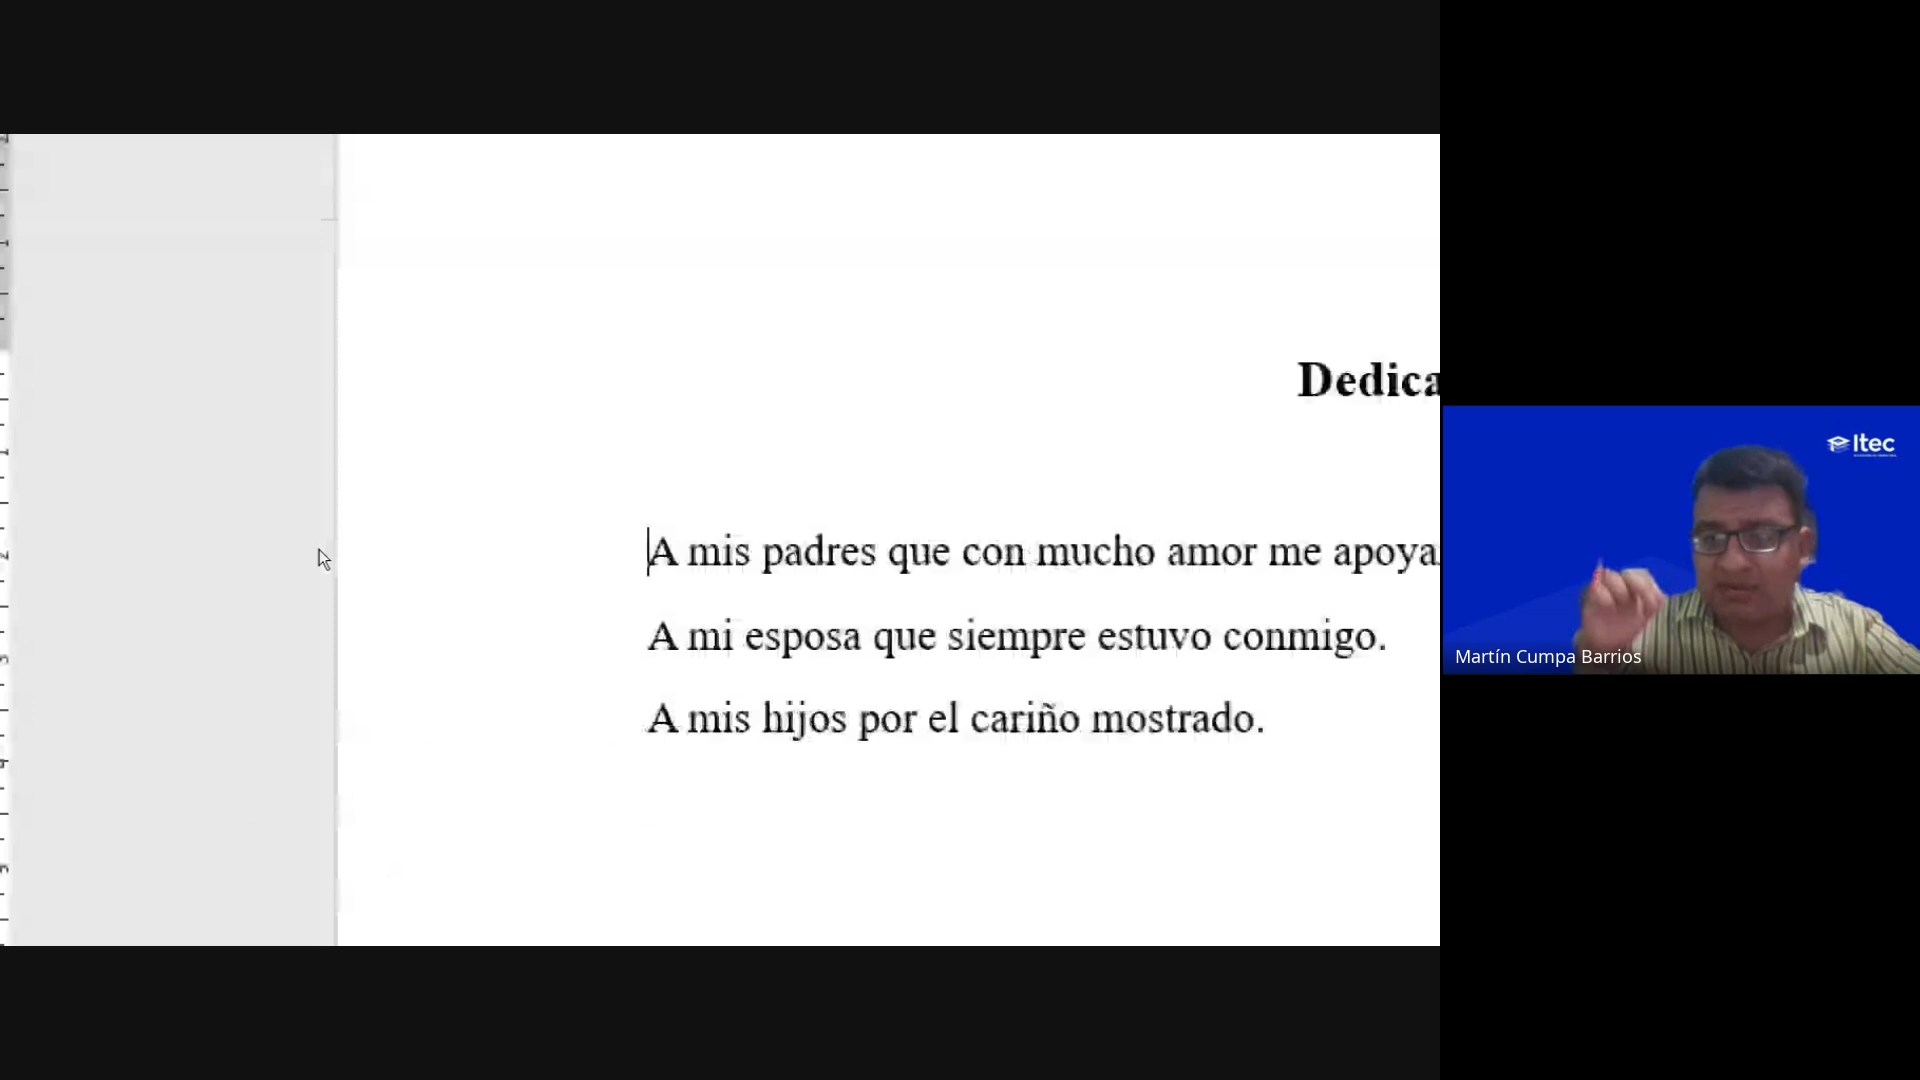 Dedica
A mis padres que con mucho amor me apoya
A mi esposa que siempre estuvo conmigo.
A mis hijos por el cariño mostrado.
Itec
Martín Cumpa Barrios